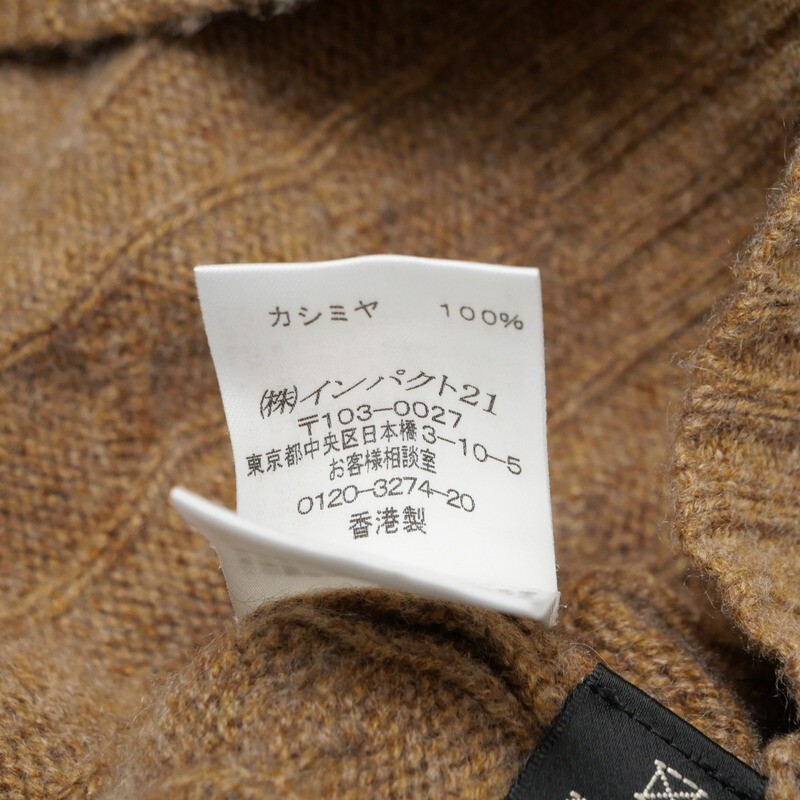 カシミヤ 100%
㈱インパクト21
〒103-0027
東京都中央区日本橋3-10-5
お客様相談室
0120-3274-20
香港製